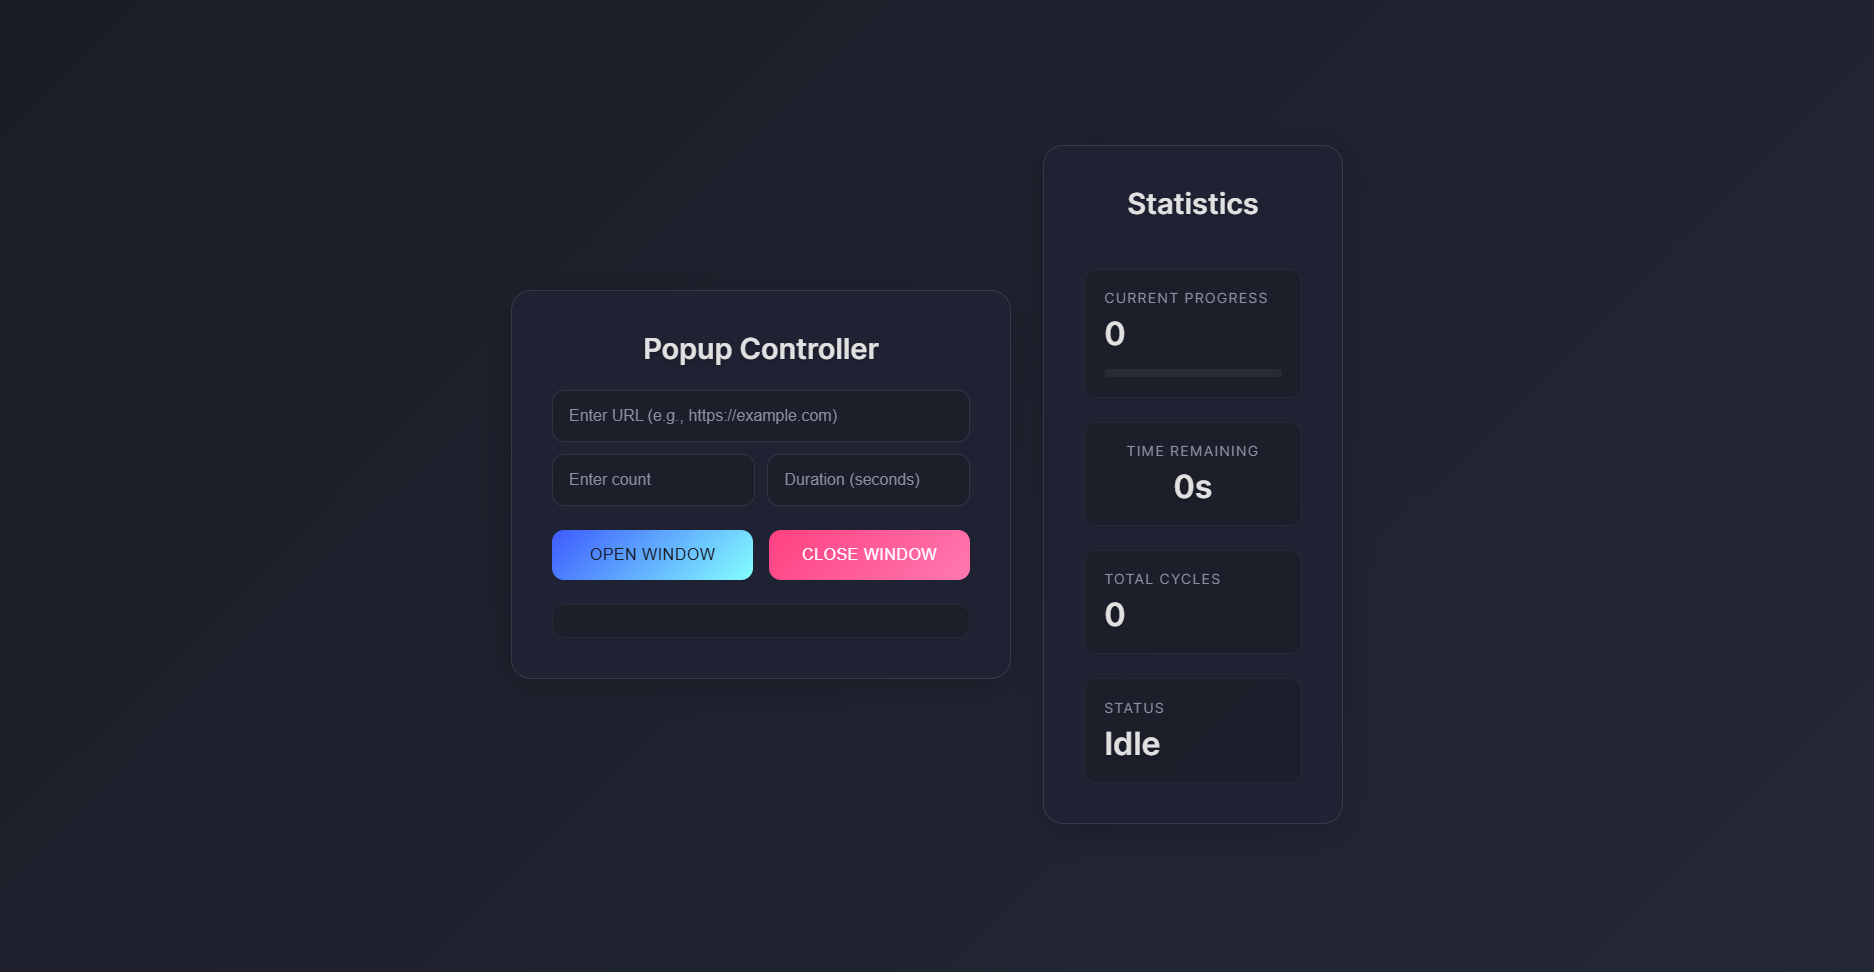 Popup Controller
Enter URL (e.g., https://example.com)
Enter count
Duration (seconds)
OPEN WINDOW
CLOSE WINDOW
Statistics
CURRENT PROGRESS
0
TIME REMAINING
0s
TOTAL CYCLES
0
STATUS
Idle